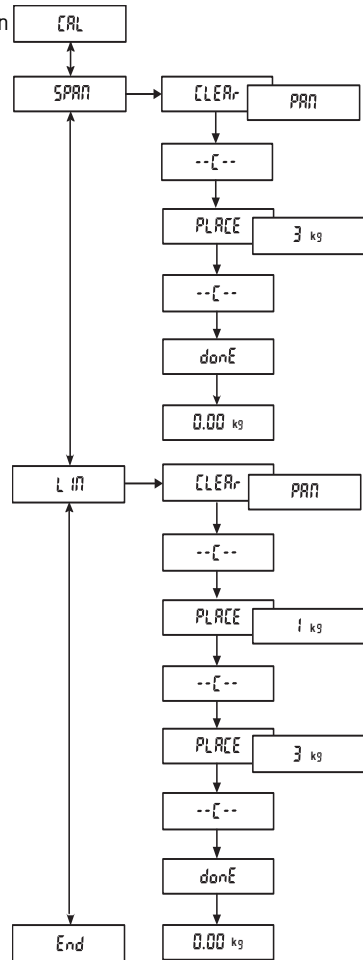 n
CAL
SPAN
CLEAr
PAN
--C--
PLACE
3 kg
--C--
donE
0.00 kg
LIN
CLEAr
PAN
--C--
PLACE
1 kg
--C--
PLACE
3 kg
--C--
donE
End
0.00 kg